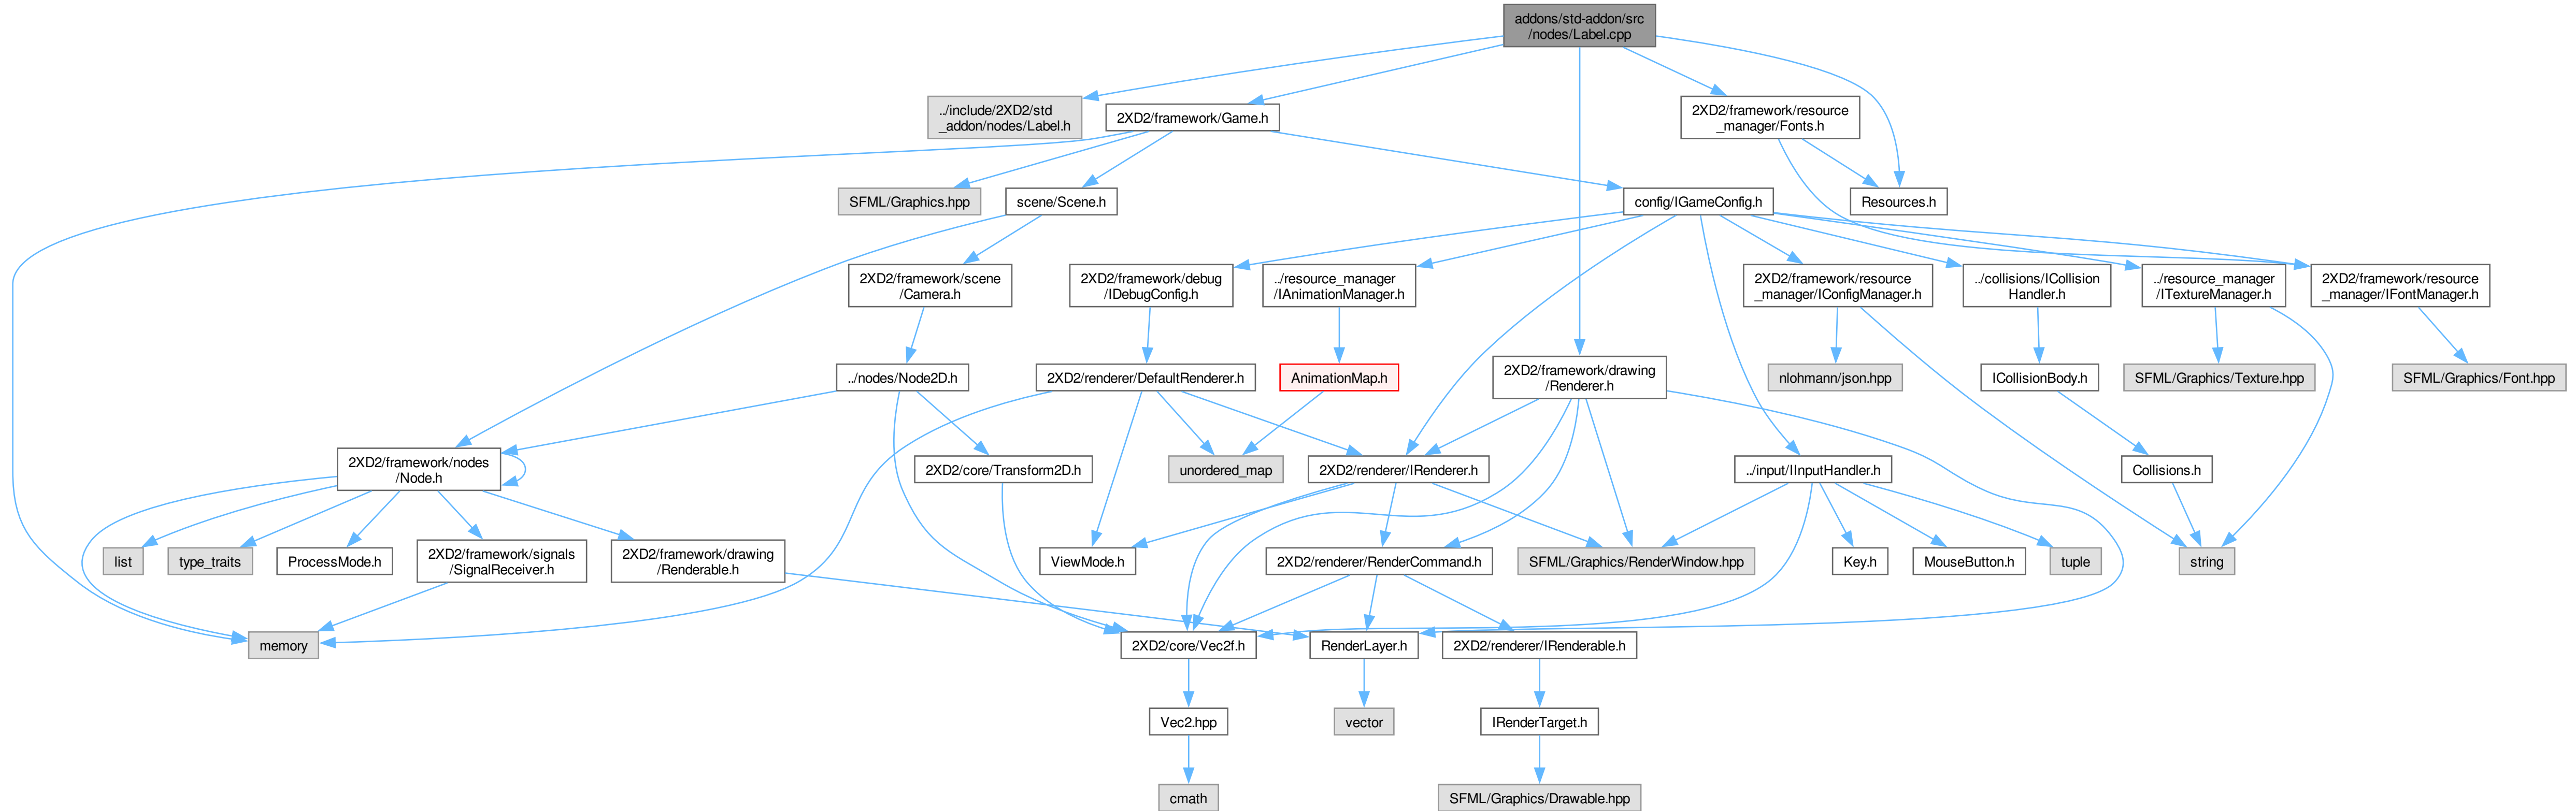 addons/std-addon/src
/nodes/Label.cpp
../include/2XD2/std
_addon/nodes/Label.h
2XD2/framework/Game.h
2XD2/framework/resource
_manager/Fonts.h
SFML/Graphics.hpp
scene/Scene.h
config/IGameConfig.h
Resources.h
2XD2/framework/scene
/Camera.h
2XD2/framework/debug
/IDebugConfig.h
../resource_manager
/IAnimationManager.h
2XD2/framework/resource
_manager/IConfigManager.h
../collisions/ICollision
Handler.h
../resource_manager
/ITextureManager.h
2XD2/framework/resource
_manager/IFontManager.h
../nodes/Node2D.h
2XD2/renderer/DefaultRenderer.h
AnimationMap.h
2XD2/framework/drawing
/Renderer.h
nlohmann/json.hpp
ICollisionBody.h
SFML/Graphics/Texture.hpp
SFML/Graphics/Font.hpp
2XD2/framework/nodes
/Node.h
2XD2/core/Transform2D.h
unordered_map
2XD2/renderer/IRenderer.h
../input/IInputHandler.h
Collisions.h
list
type_traits
ProcessMode.h
2XD2/framework/signals
/SignalReceiver.h
2XD2/framework/drawing
/Renderable.h
ViewMode.h
2XD2/renderer/RenderCommand.h
SFML/Graphics/RenderWindow.hpp
Key.h
MouseButton.h
tuple
string
memory
2XD2/core/Vec2f.h
RenderLayer.h
2XD2/renderer/IRenderable.h
Vec2.hpp
vector
IRenderTarget.h
cmath
SFML/Graphics/Drawable.hpp